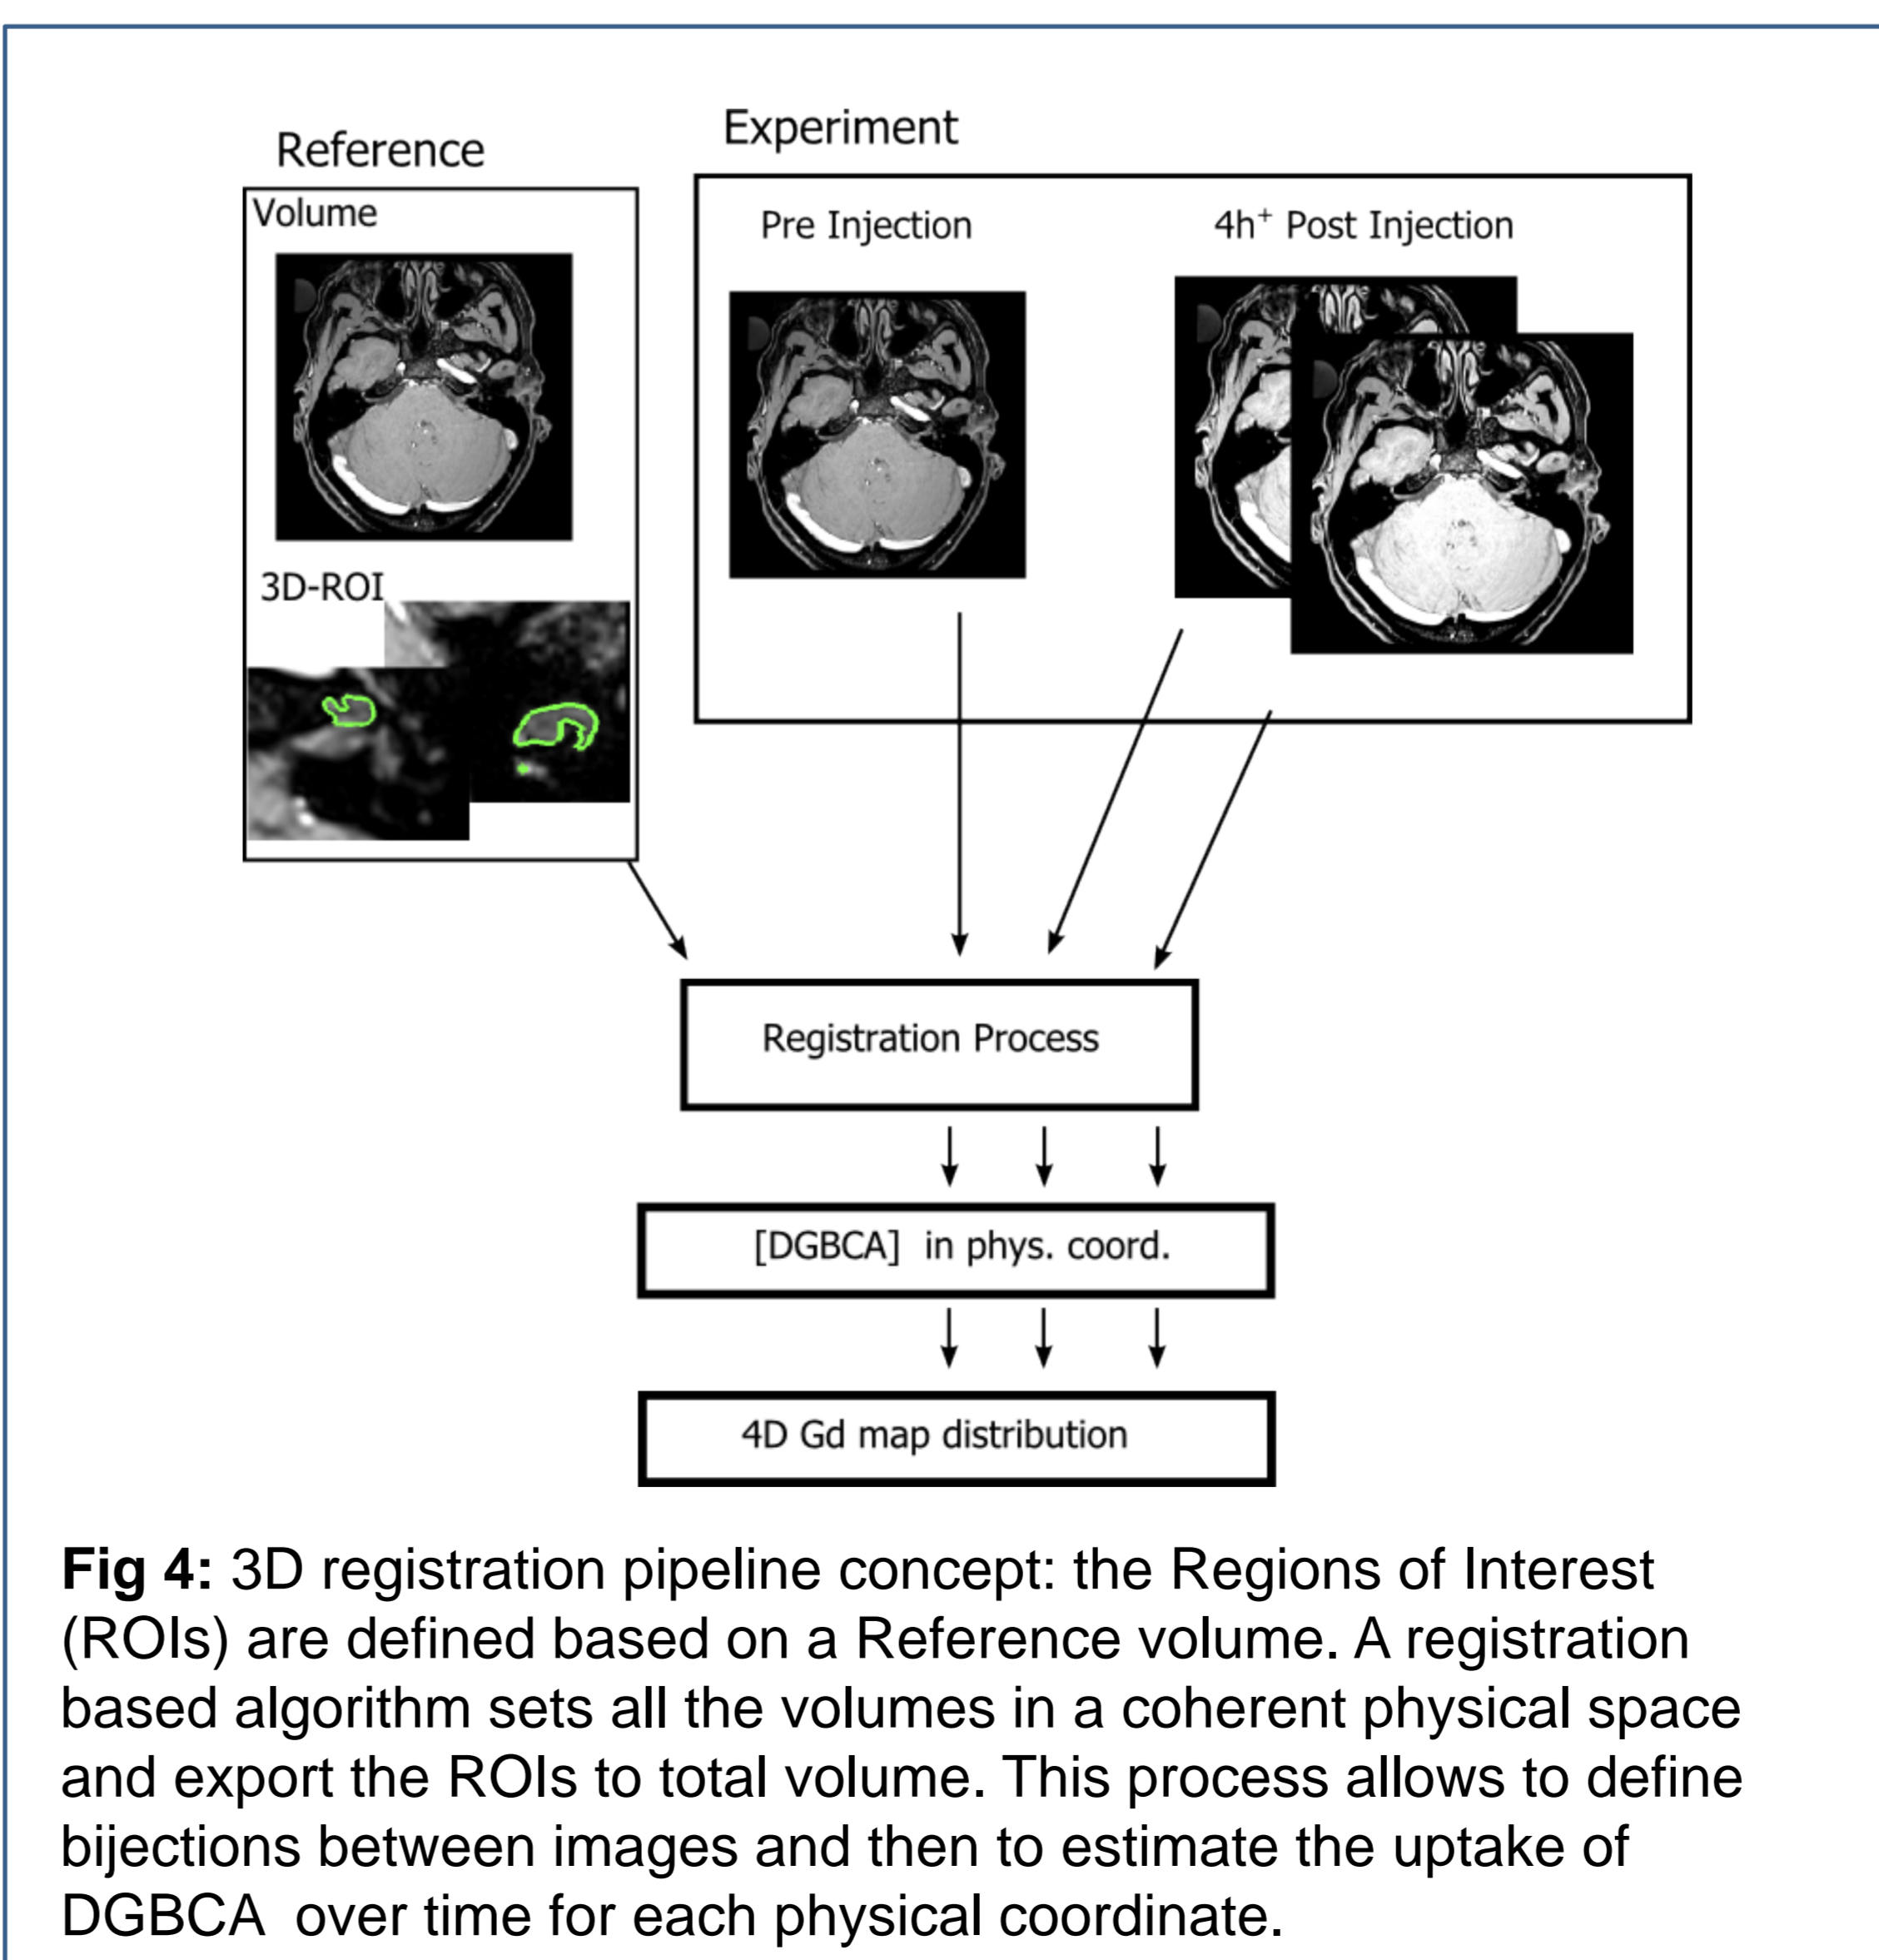 Reference
Experiment
Volume
Pre Injection
4h⁺ Post Injection
3D-ROI
Registration Process
[DGBCA] in phys. coord.
4D Gd map distribution
Fig 4: 3D registration pipeline concept: the Regions of Interest
(ROIs) are defined based on a Reference volume. A registration
based algorithm sets all the volumes in a coherent physical space
and export the ROIs to total volume. This process allows to define
bijections between images and then to estimate the uptake of
DGBCA over time for each physical coordinate.